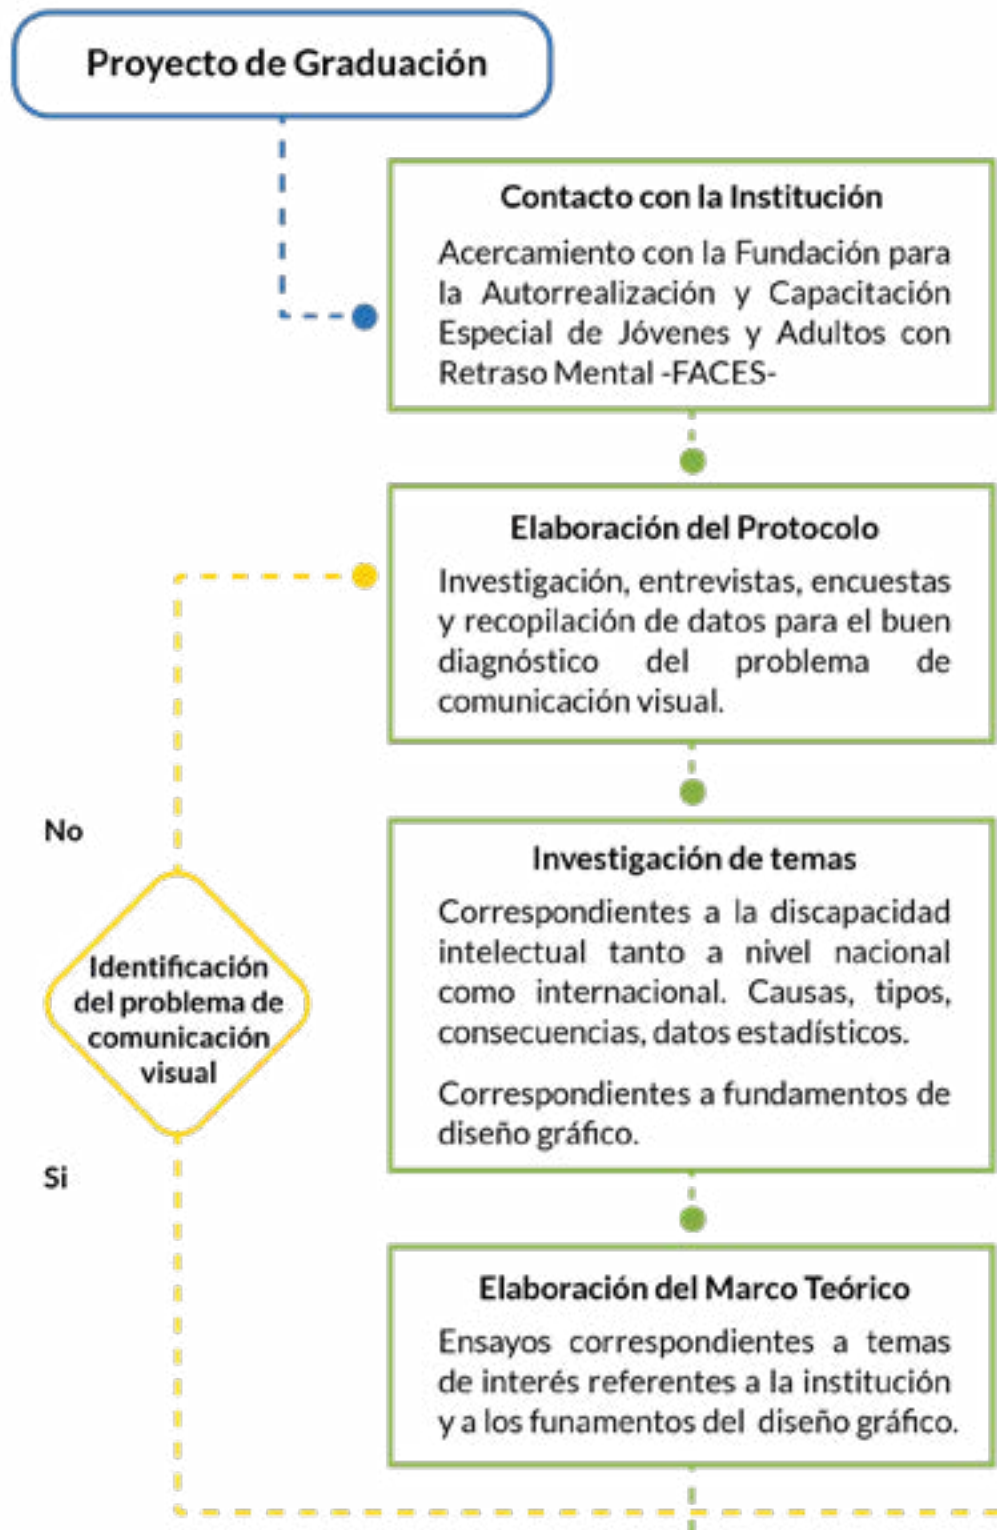 Proyecto de Graduación
Contacto con la Institución
Acercamiento con la Fundación para
la Autorrealización y Capacitación
Especial de Jóvenes y Adultos con
Retraso Mental -FACES-
Elaboración del Protocolo
Investigación, entrevistas, encuestas
y recopilación de datos para el buen
diagnóstico del problema de
comunicación visual.
No
Identificación
del problema de
comunicación
visual
Si
Investigación de temas
Correspondientes a la discapacidad
intelectual tanto a nivel nacional
como internacional. Causas, tipos,
consecuencias, datos estadísticos.
Correspondientes a fundamentos de
diseño gráfico.
Elaboración del Marco Teórico
Ensayos correspondientes a temas
de interés referentes a la institución
y a los funamentos del diseño gráfico.